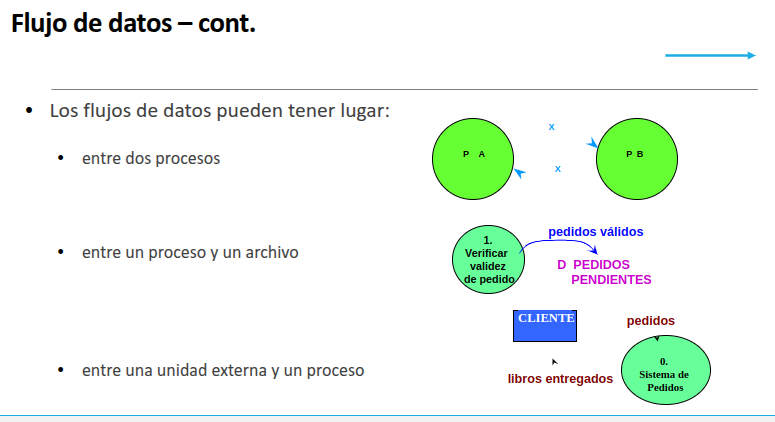 Flujo de datos – cont.
• Los flujos de datos pueden tener lugar:
• entre dos procesos
P A
x
x
P B
• entre un proceso y un archivo
1.
Verificar
validez
de pedido
pedidos válidos
D PEDIDOS
PENDIENTES
• entre una unidad externa y un proceso
CLIENTE
pedidos
libros entregados
0.
Sistema de
Pedidos